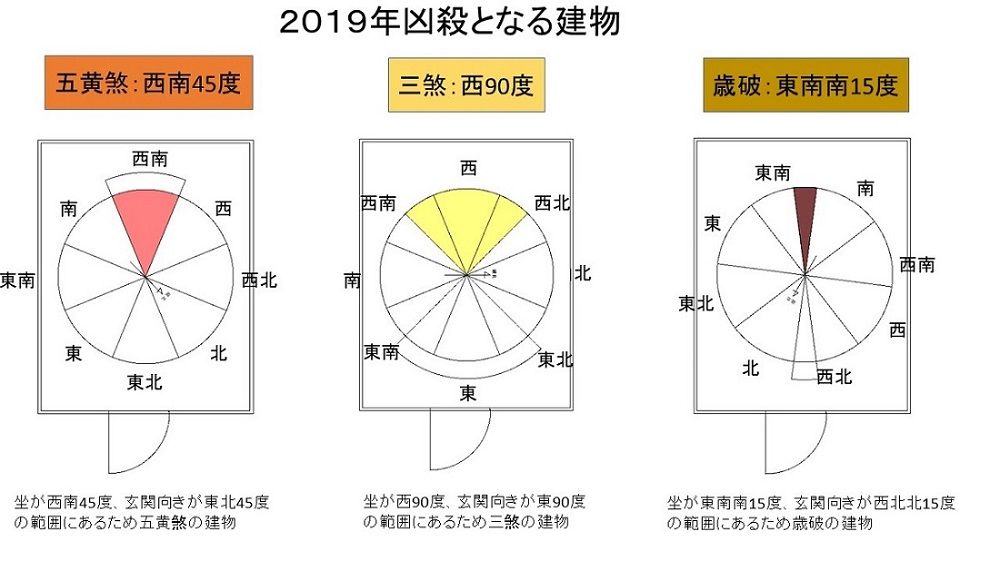 2019年凶殺となる建物
五黄煞：西南45度
三煞：西90度
歳破：東南南15度
西南
南
西
東南
西北
東
北
東北
西
西南
西北
南
北
東南
東北
東
東南
南
東
西南
東北
西
北
西北
坐が西南45度、玄関向きが東北45度
の範囲にあるため五黄煞の建物
坐が西90度、玄関向きが東90度
の範囲にあるため三煞の建物
坐が東南南15度、玄関向きが西北北15度
の範囲にあるため歳破の建物